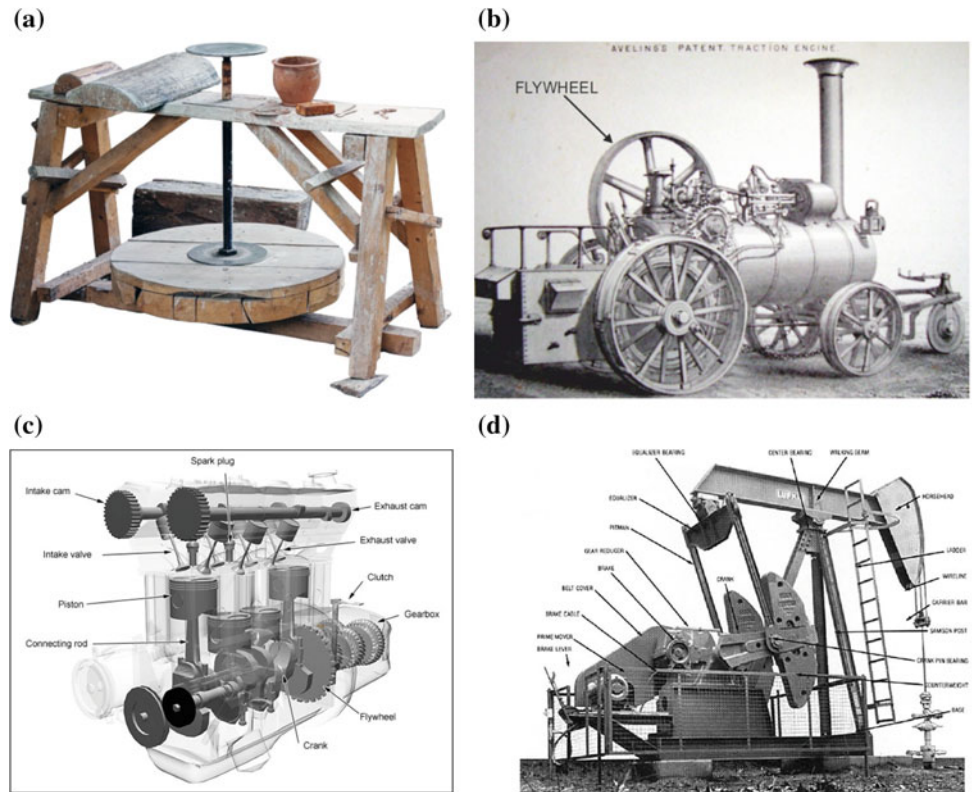 (a)
(b)
AVELING'S PATENT TRACTION ENGINE.
FLYWHEEL
(c)
Spark plug
Intake cam
Exhaust cam
Intake valve
Exhaust valve
Piston
Clutch
Gearbox
Connecting rod
Flywheel
Crank
(d)
EQUALIZER BEARING
CENTER BEARING
WALKING BEAM
EQUALIZER
HORSEHEAD
PITMAN
GEAR REDUCER
LADDER
BRAKE
CRANK
WIRELINE
BELT COVER
CARRIER BAR
BRAKE CABLE
SAMSON POST
PRIME MOVER
CRANK PIN BEARING
BRAKE LEVER
COUNTERWEIGHT
BASE